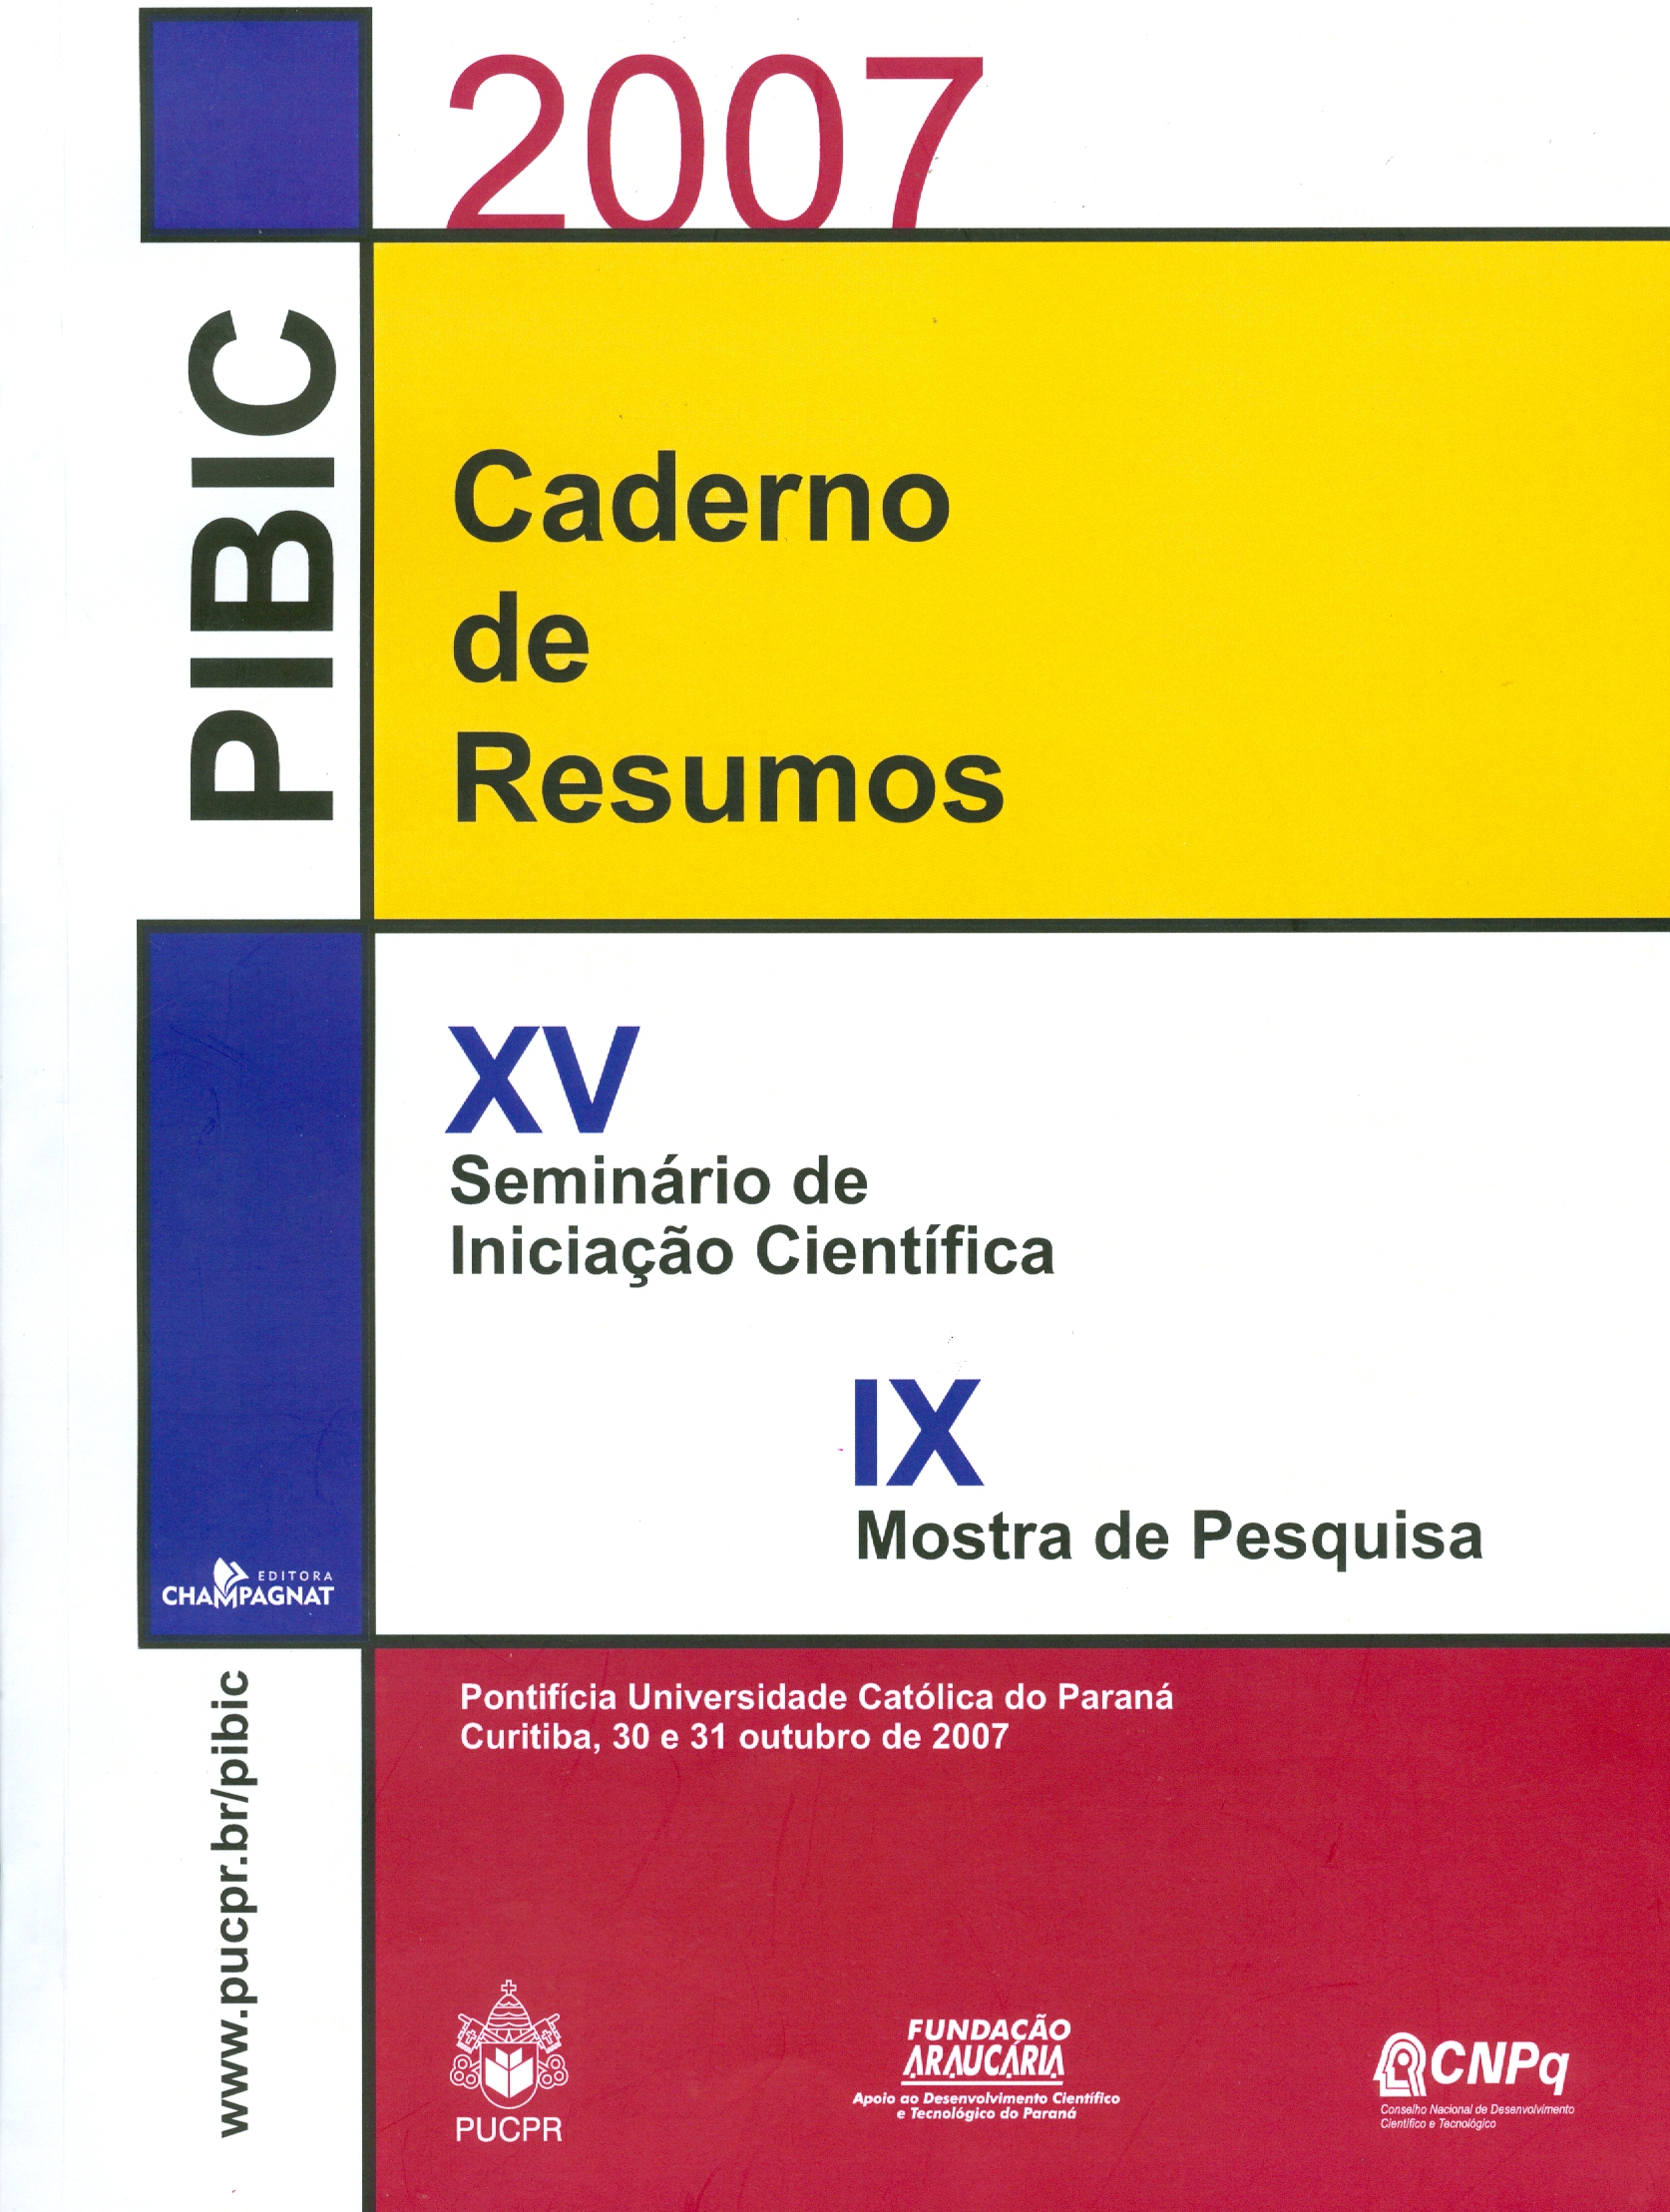 2007
PIBIC
Caderno
de
Resumos
XV
Seminário de
Iniciação Científica
IX
Mostra de Pesquisa
EDITORA
CHAMPAGNAT
www.pucpr.br/pibic
Pontifícia Universidade Católica do Paraná
Curitiba, 30 e 31 outubro de 2007
PUCPR
FUNDAÇÃO
ARAUCÁRIA
Apoio ao Desenvolvimento Científico
e Tecnológico do Paraná
CNPq
Conselho Nacional de Desenvolvimento
Científico e Tecnológico